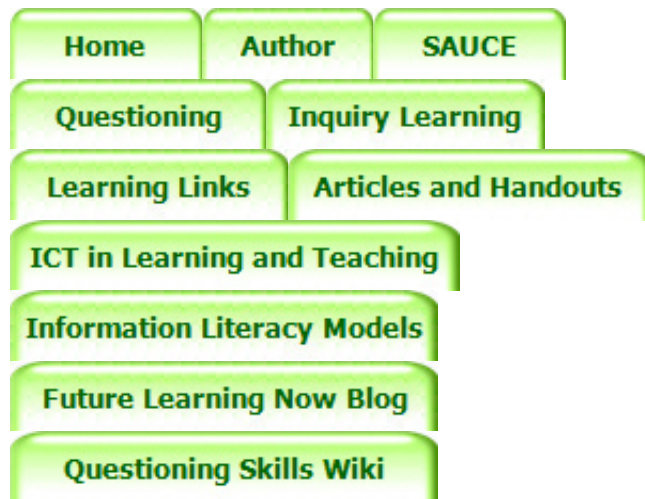 Home Author SAUCE
Questioning Inquiry Learning
Learning Links Articles and Handouts
ICT in Learning and Teaching
Information Literacy Models
Future Learning Now Blog
Questioning Skills Wiki